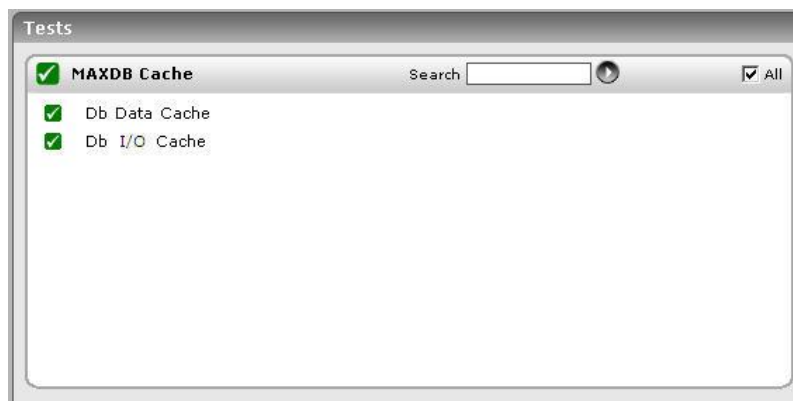 Tests
MAXDB Cache Search All
Db Data Cache
Db I/O Cache